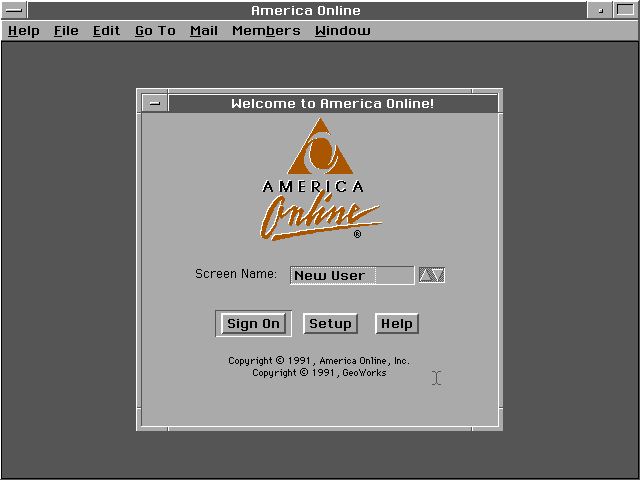 America Online
Help File Edit Go To Mail Members Window
Welcome to America Online!
AMERICA
Online
®
Screen Name: New User
Sign On Setup Help
Copyright © 1991, America Online, Inc.
Copyright © 1991, GeoWorks